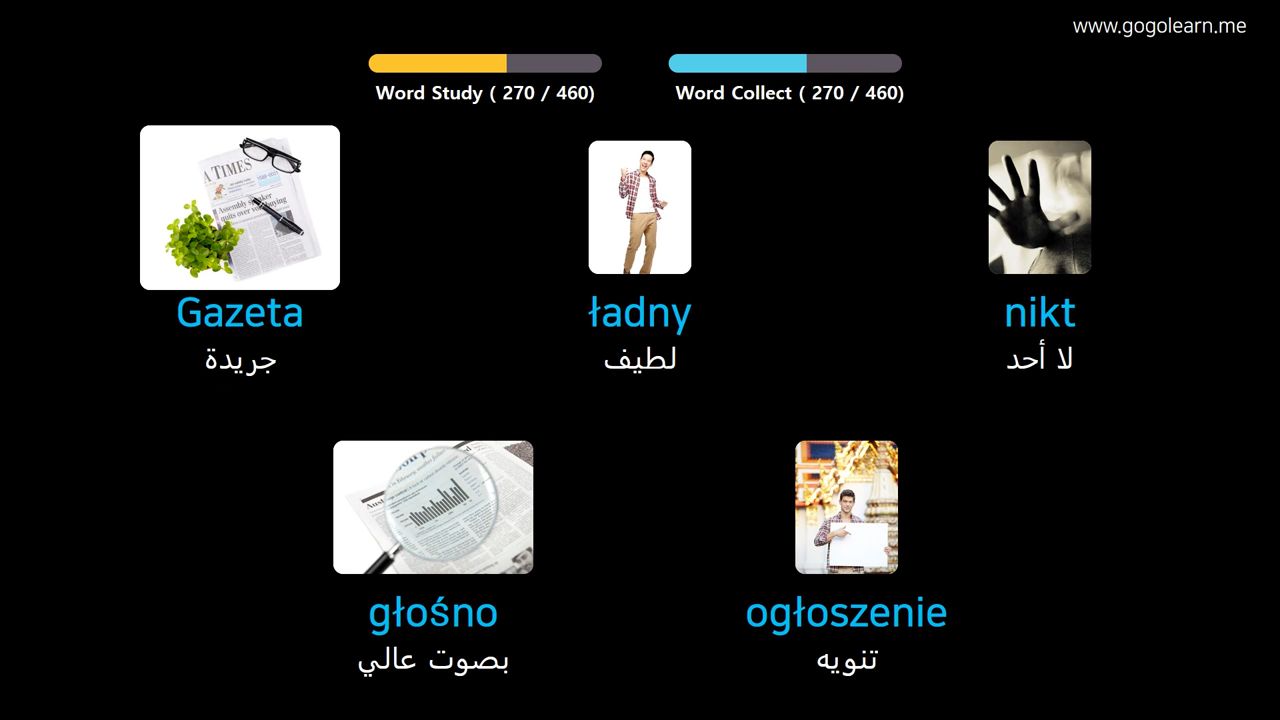 www.gogolearn.me
Word Study ( 270 / 460)
Word Collect ( 270 / 460)
A TIMES
Gazeta
جريدة
ładny
لطيف
nikt
لا أحد
głośno
بصوت عالي
ogłoszenie
تنويه